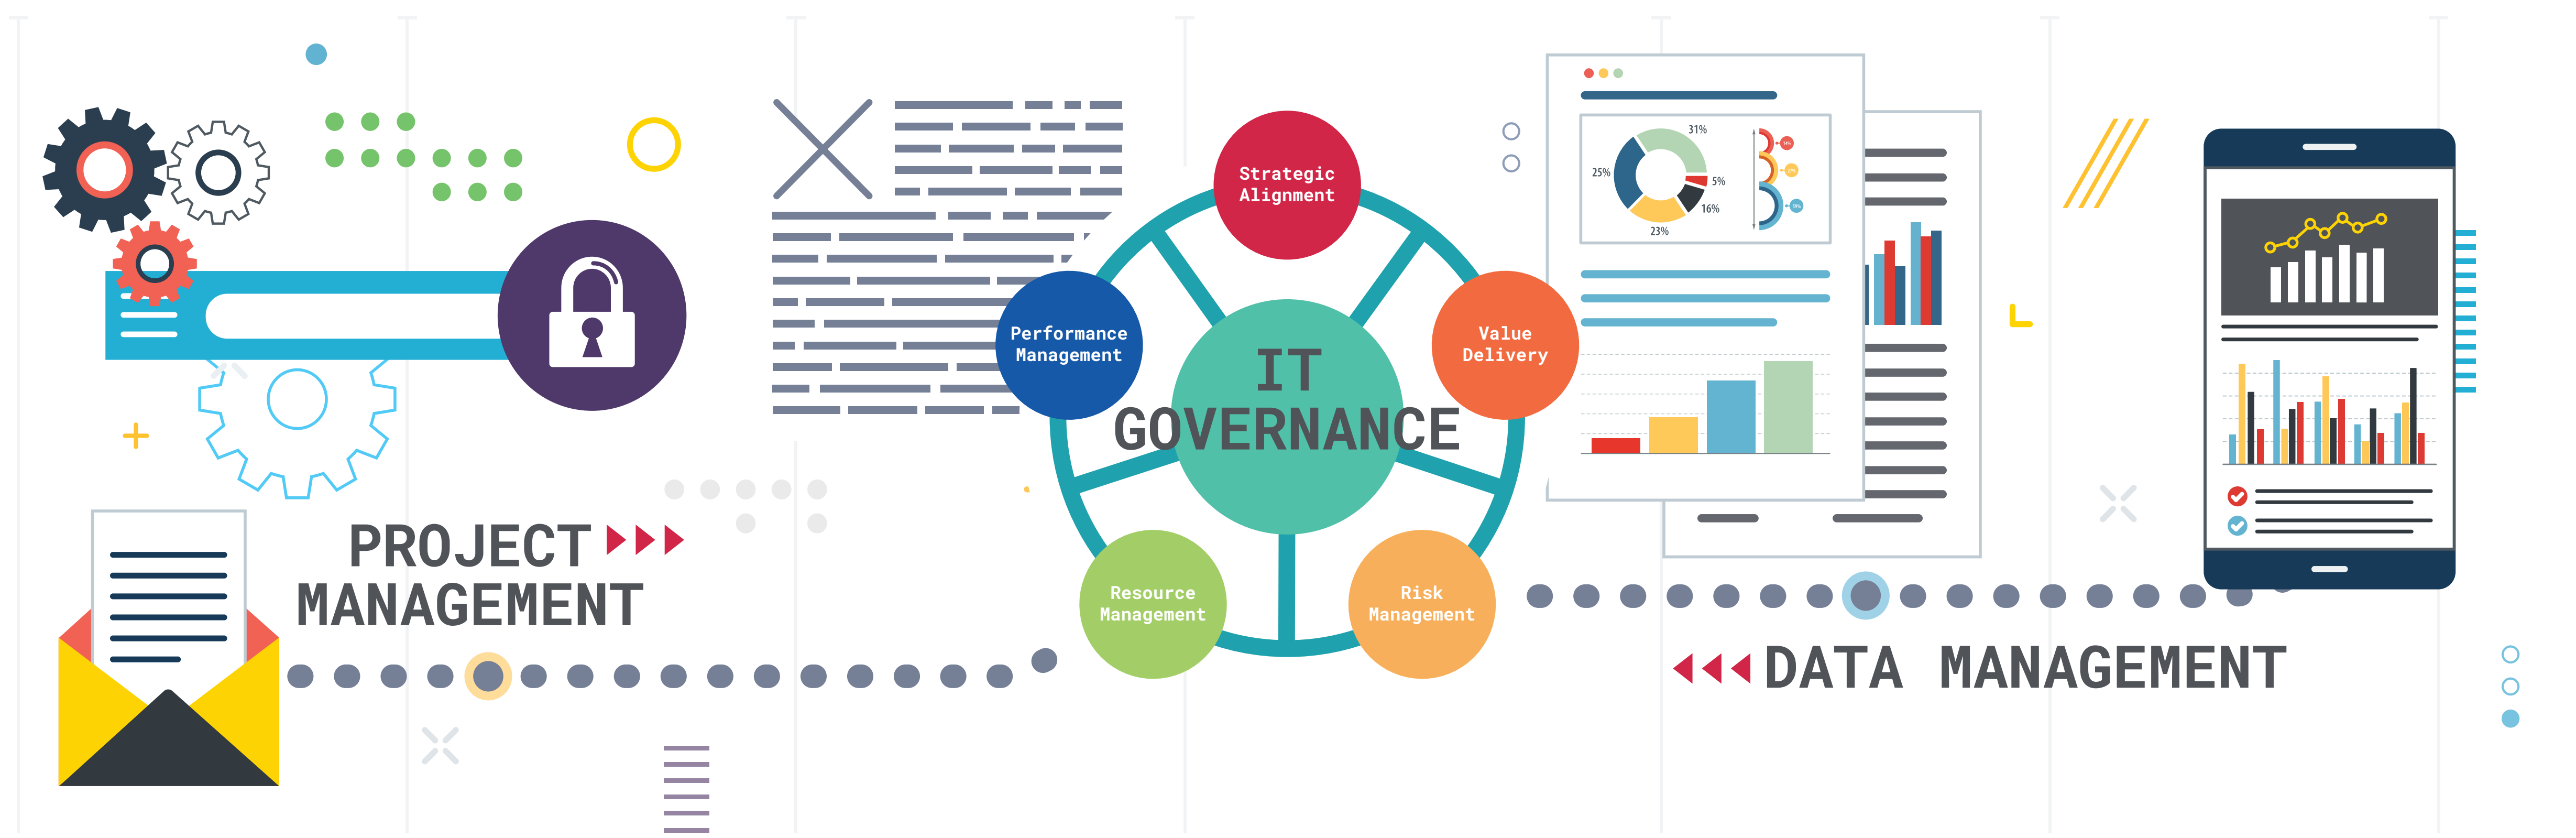 Strategic
Alignment
Performance
Management
Value
Delivery
IT
GOVERNANCE
Resource
Management
Risk
Management
PROJECT
MANAGEMENT
31%
25%
5%
16%
23%
DATA MANAGEMENT